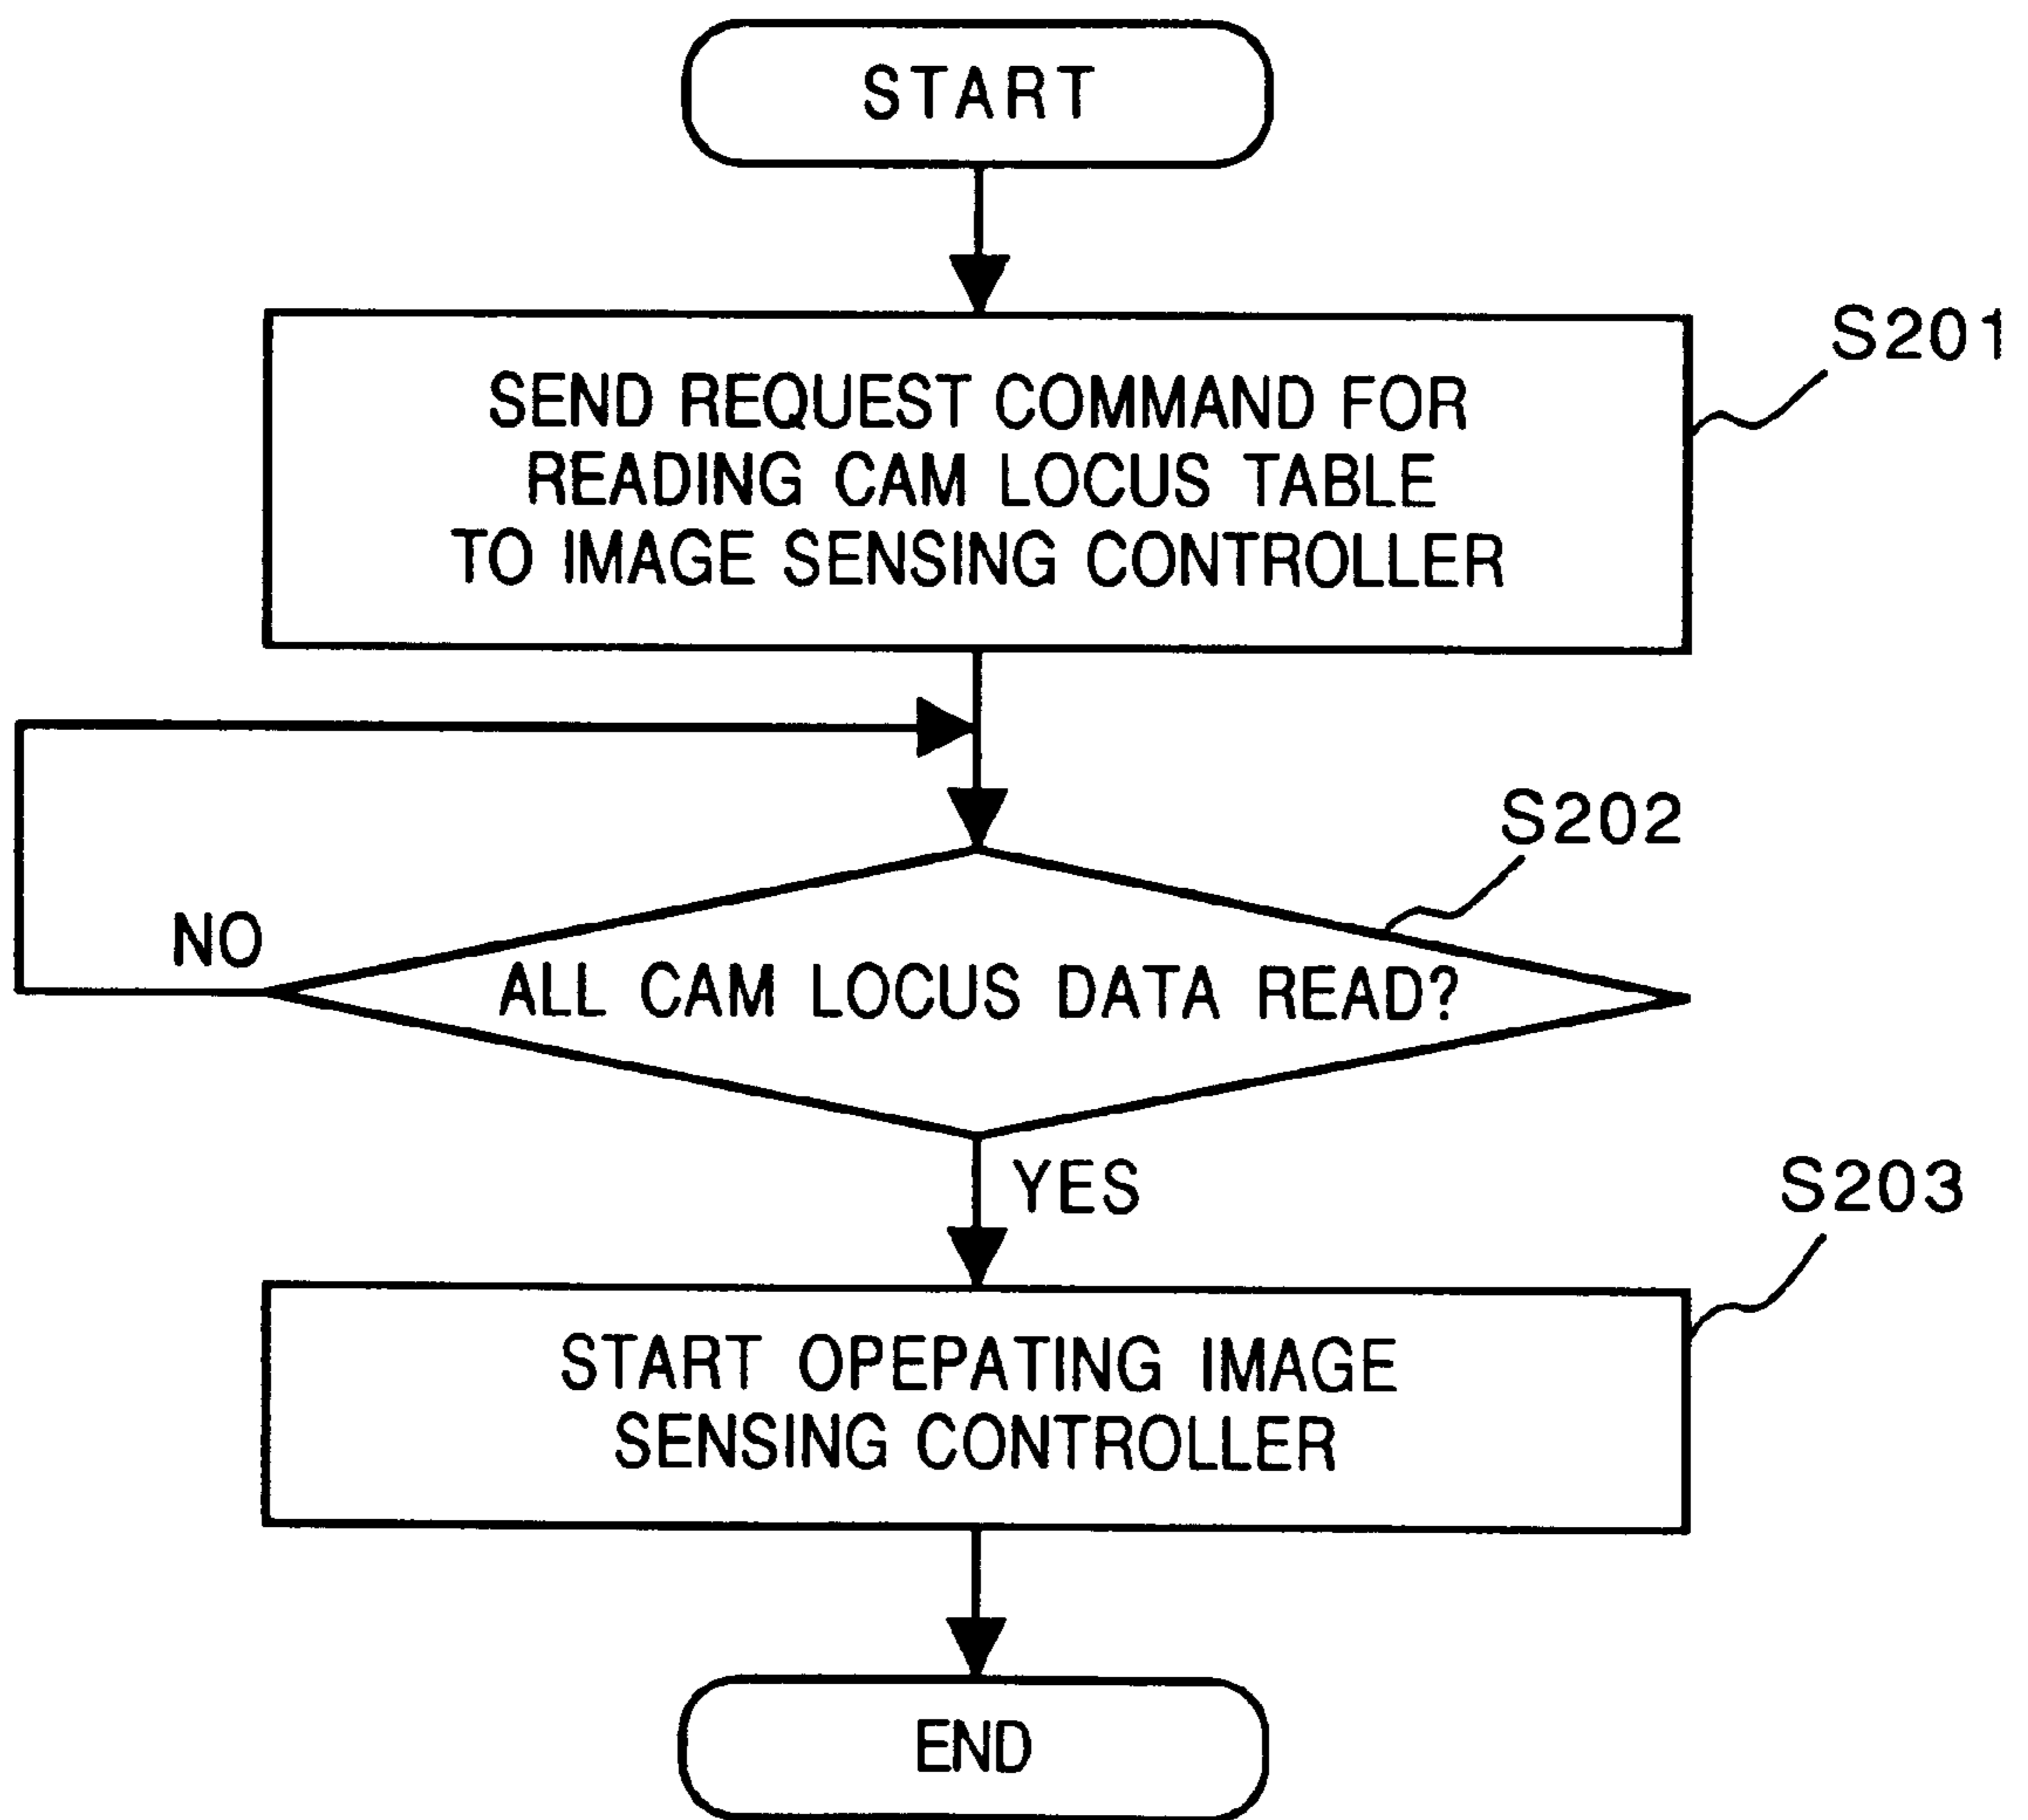 START
S201
SEND REQUEST COMMAND FOR
READING CAM LOCUS TABLE
TO IMAGE SENSING CONTROLLER
S202
NO
ALL CAM LOCUS DATA READ?
YES
S203
START OPEPATING IMAGE
SENSING CONTROLLER
END